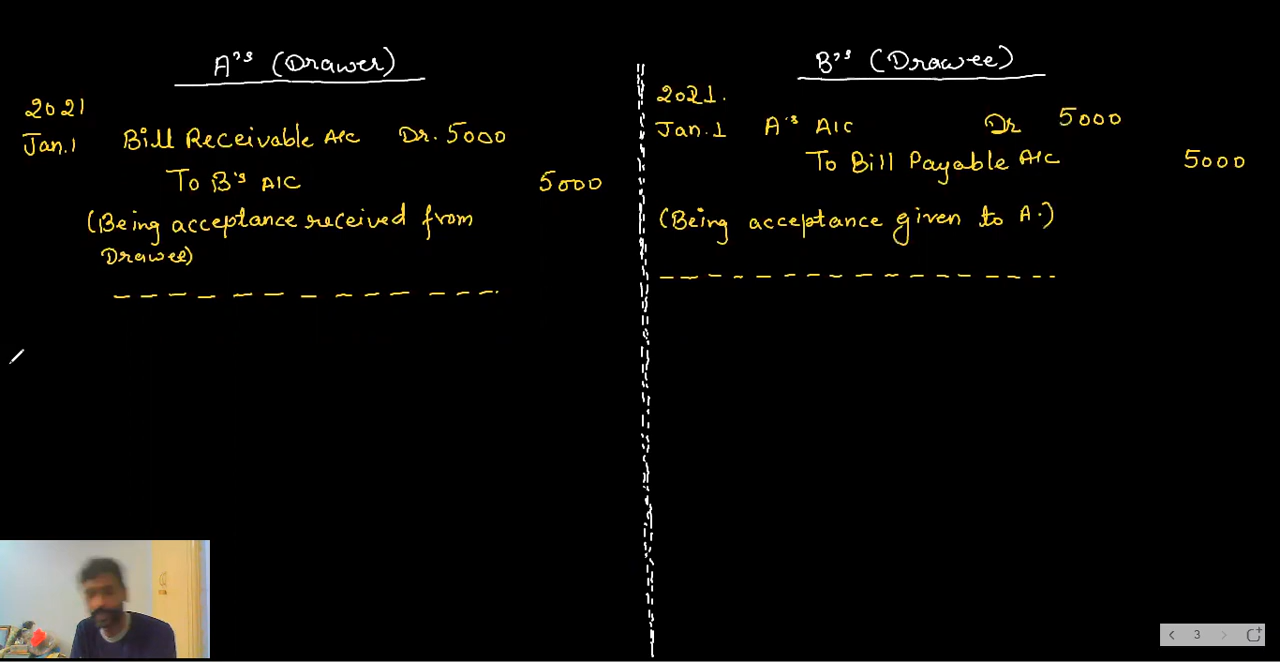 A's (Drawer)
2021
Jan.1 Bill Receivable A/C Dr. 5000
To B's A/C 5000
(Being acceptance received from
Drawee)
B's (Drawee)
2021.
Jan.1 A's A/C Dr 5000
To Bill Payable A/C 5000
(Being acceptance given to A.)
3